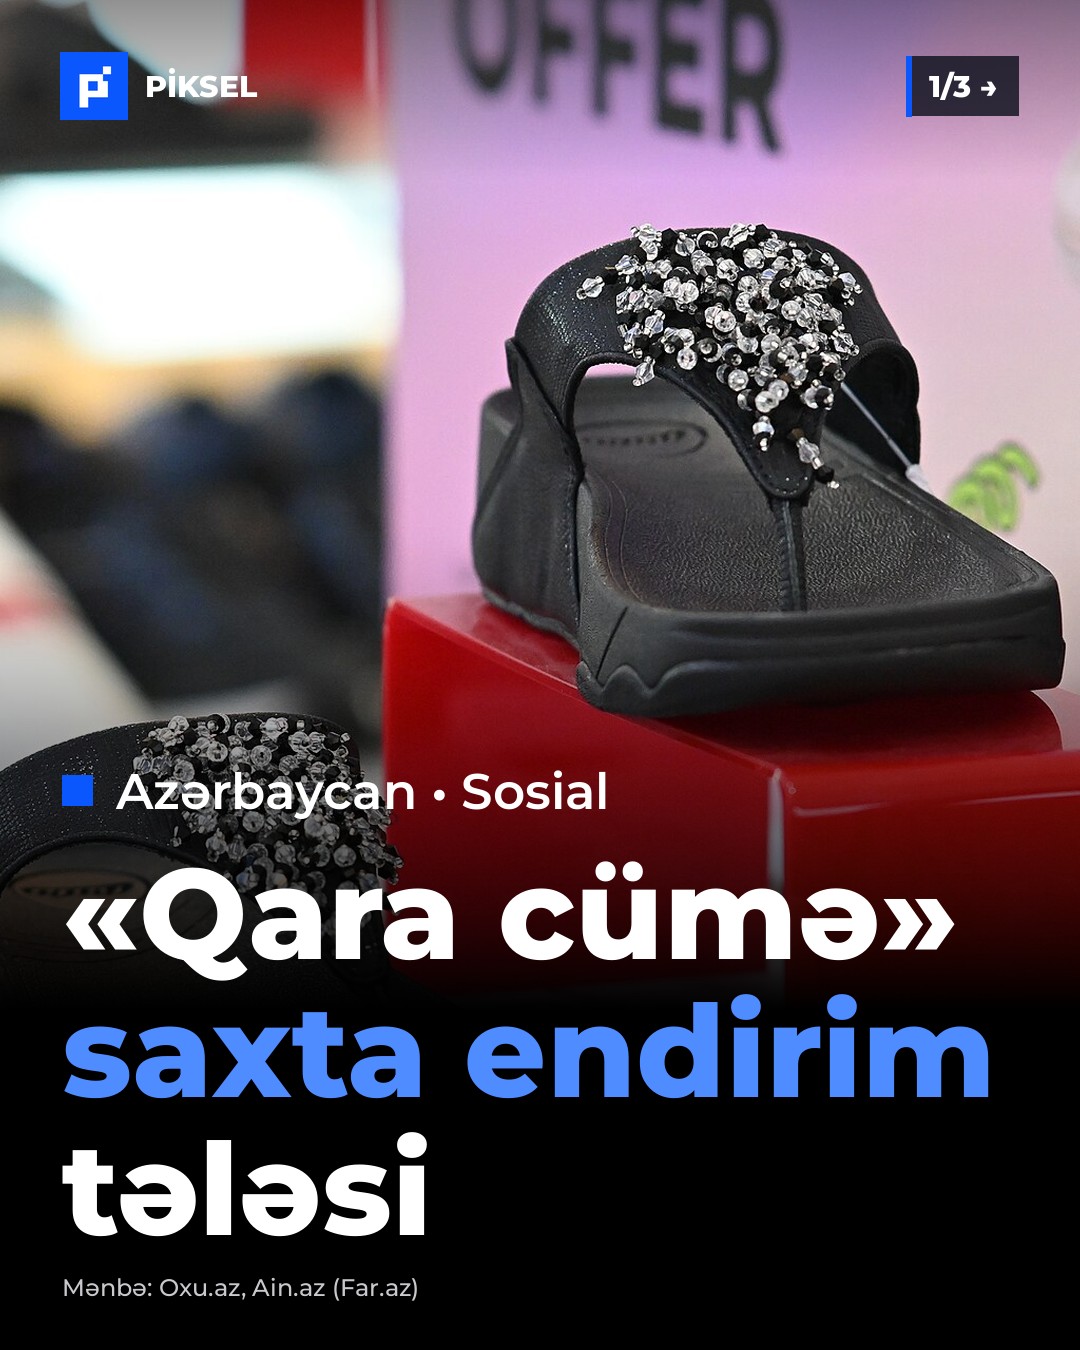 OFFER
PİKSEL
1/3 →
Azərbaycan • Sosial
«Qara cümə»
saxta endirim
tələsi
Mənbə: Oxu.az, Ain.az (Far.az)